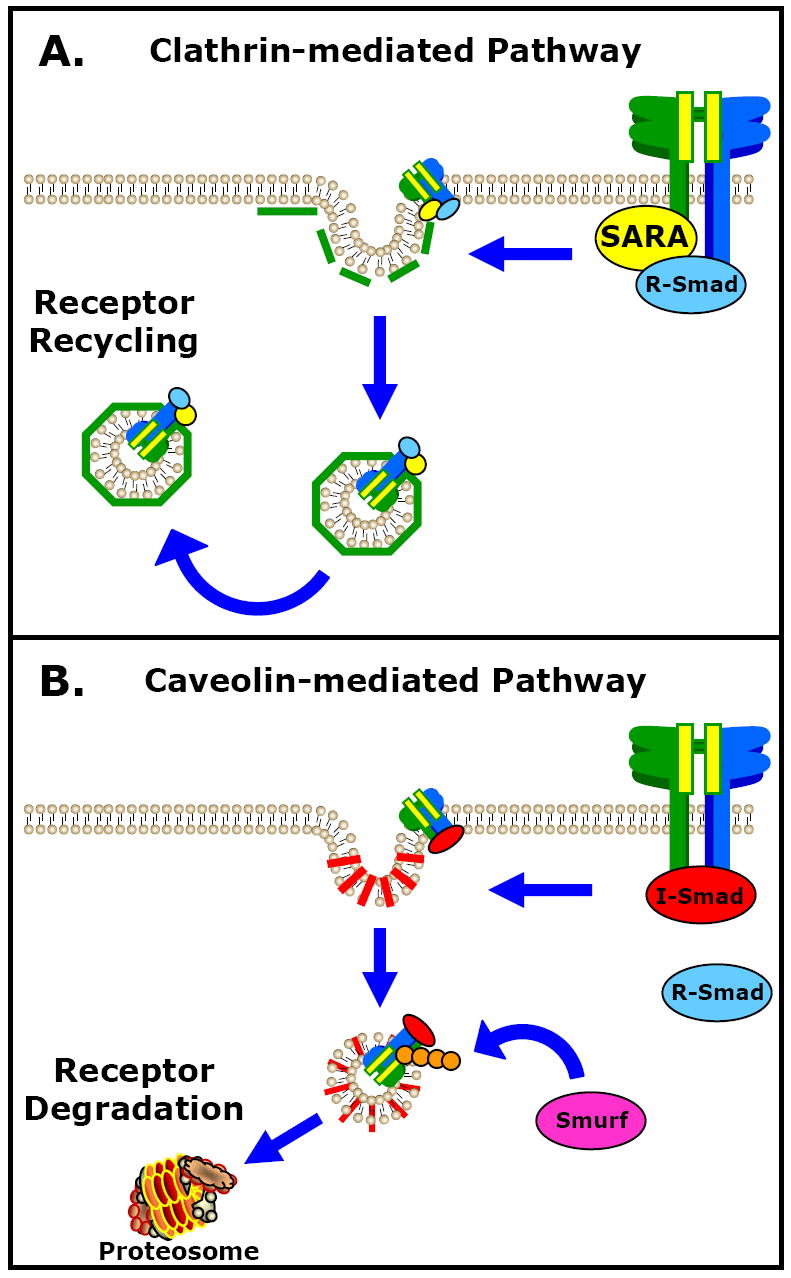 A. Clathrin-mediated Pathway
SARA
R-Smad
Receptor
Recycling
B. Caveolin-mediated Pathway
I-Smad
R-Smad
Receptor
Degradation
Smurf
Proteosome